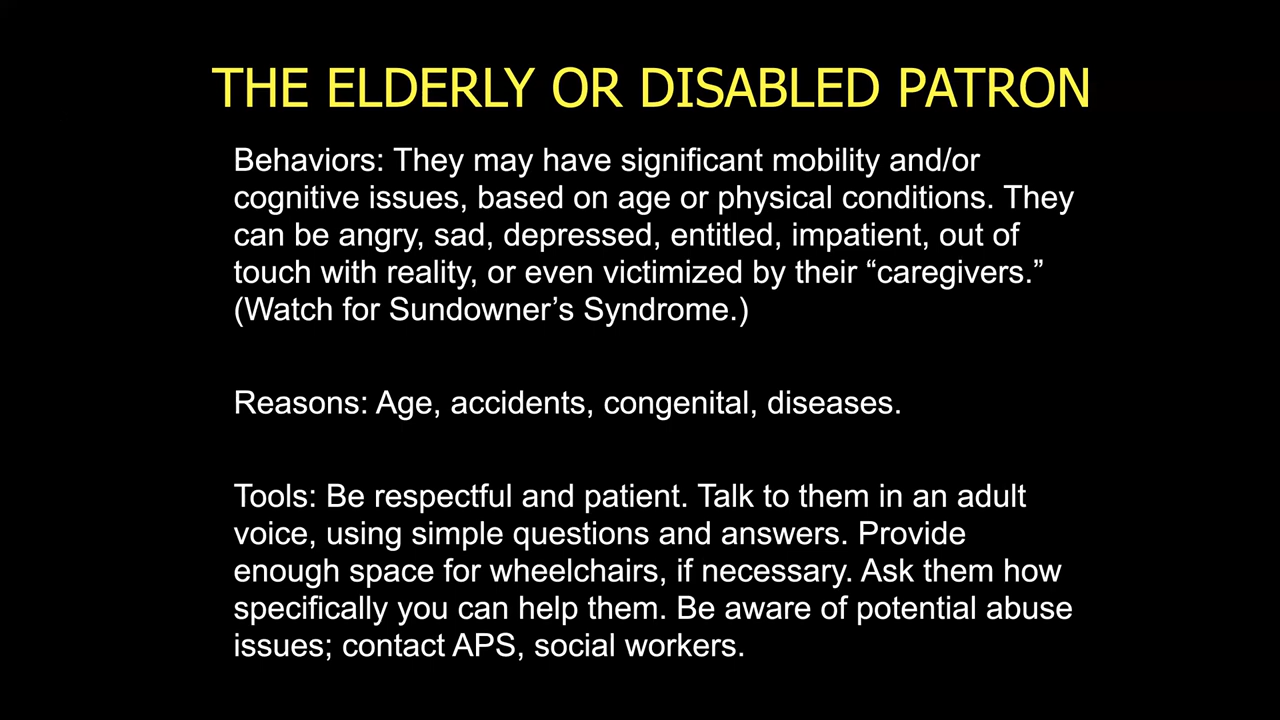 THE ELDERLY OR DISABLED PATRON
Behaviors: They may have significant mobility and/or
cognitive issues, based on age or physical conditions. They
can be angry, sad, depressed, entitled, impatient, out of
touch with reality, or even victimized by their “caregivers.”
(Watch for Sundowner’s Syndrome.)
Reasons: Age, accidents, congenital, diseases.
Tools: Be respectful and patient. Talk to them in an adult
voice, using simple questions and answers. Provide
enough space for wheelchairs, if necessary. Ask them how
specifically you can help them. Be aware of potential abuse
issues; contact APS, social workers.